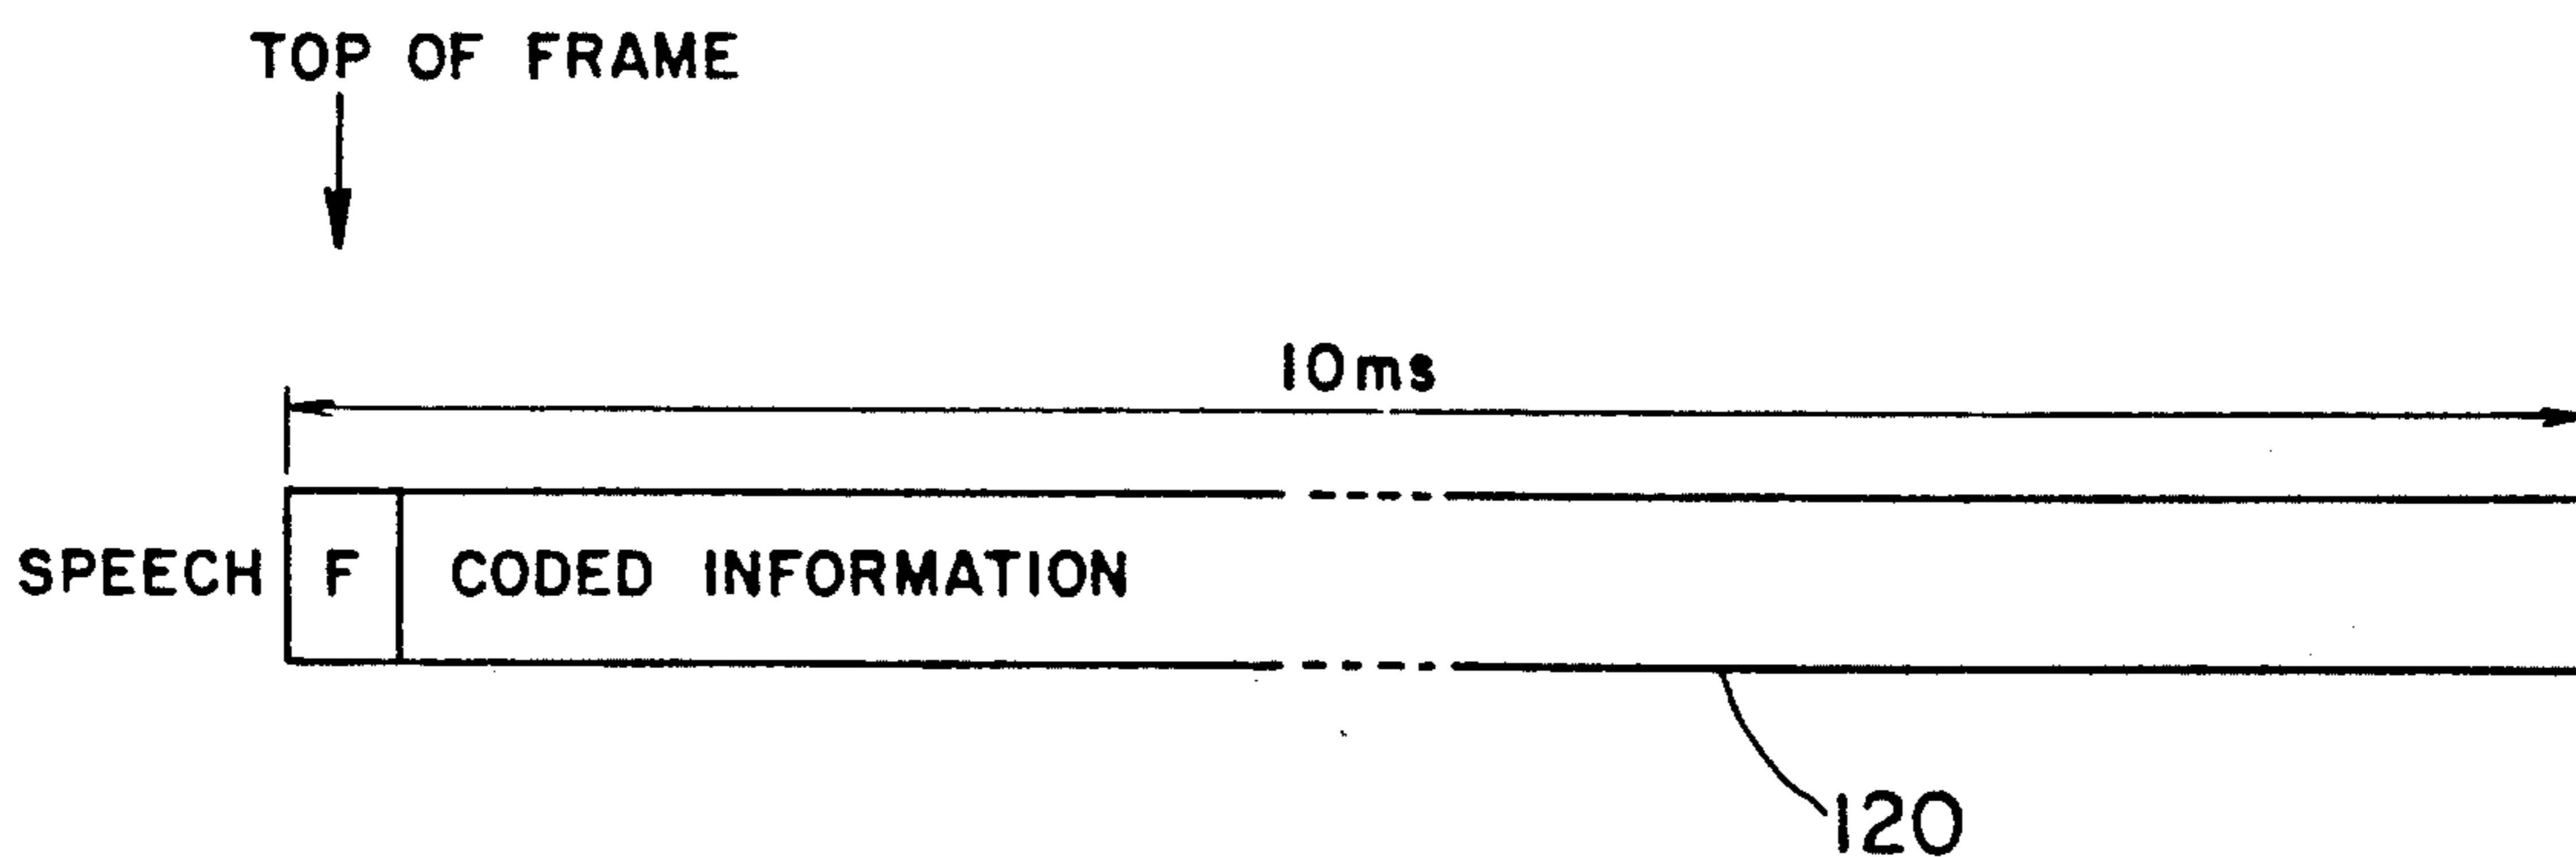 TOP OF FRAME
10ms
SPEECH F CODED INFORMATION
120